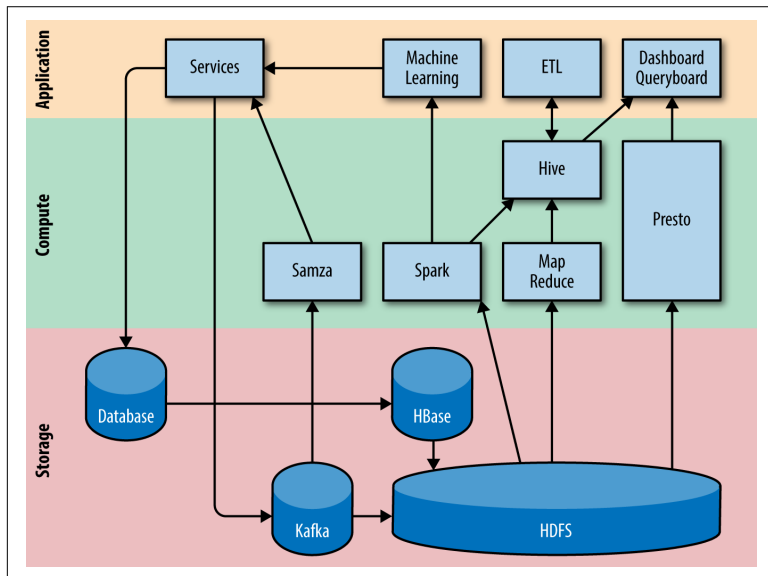 Application
Services
Machine
Learning
ETL
Dashboard
Queryboard
Compute
Hive
Presto
Samza
Spark
Map
Reduce
Storage
Database
HBase
Kafka
HDFS